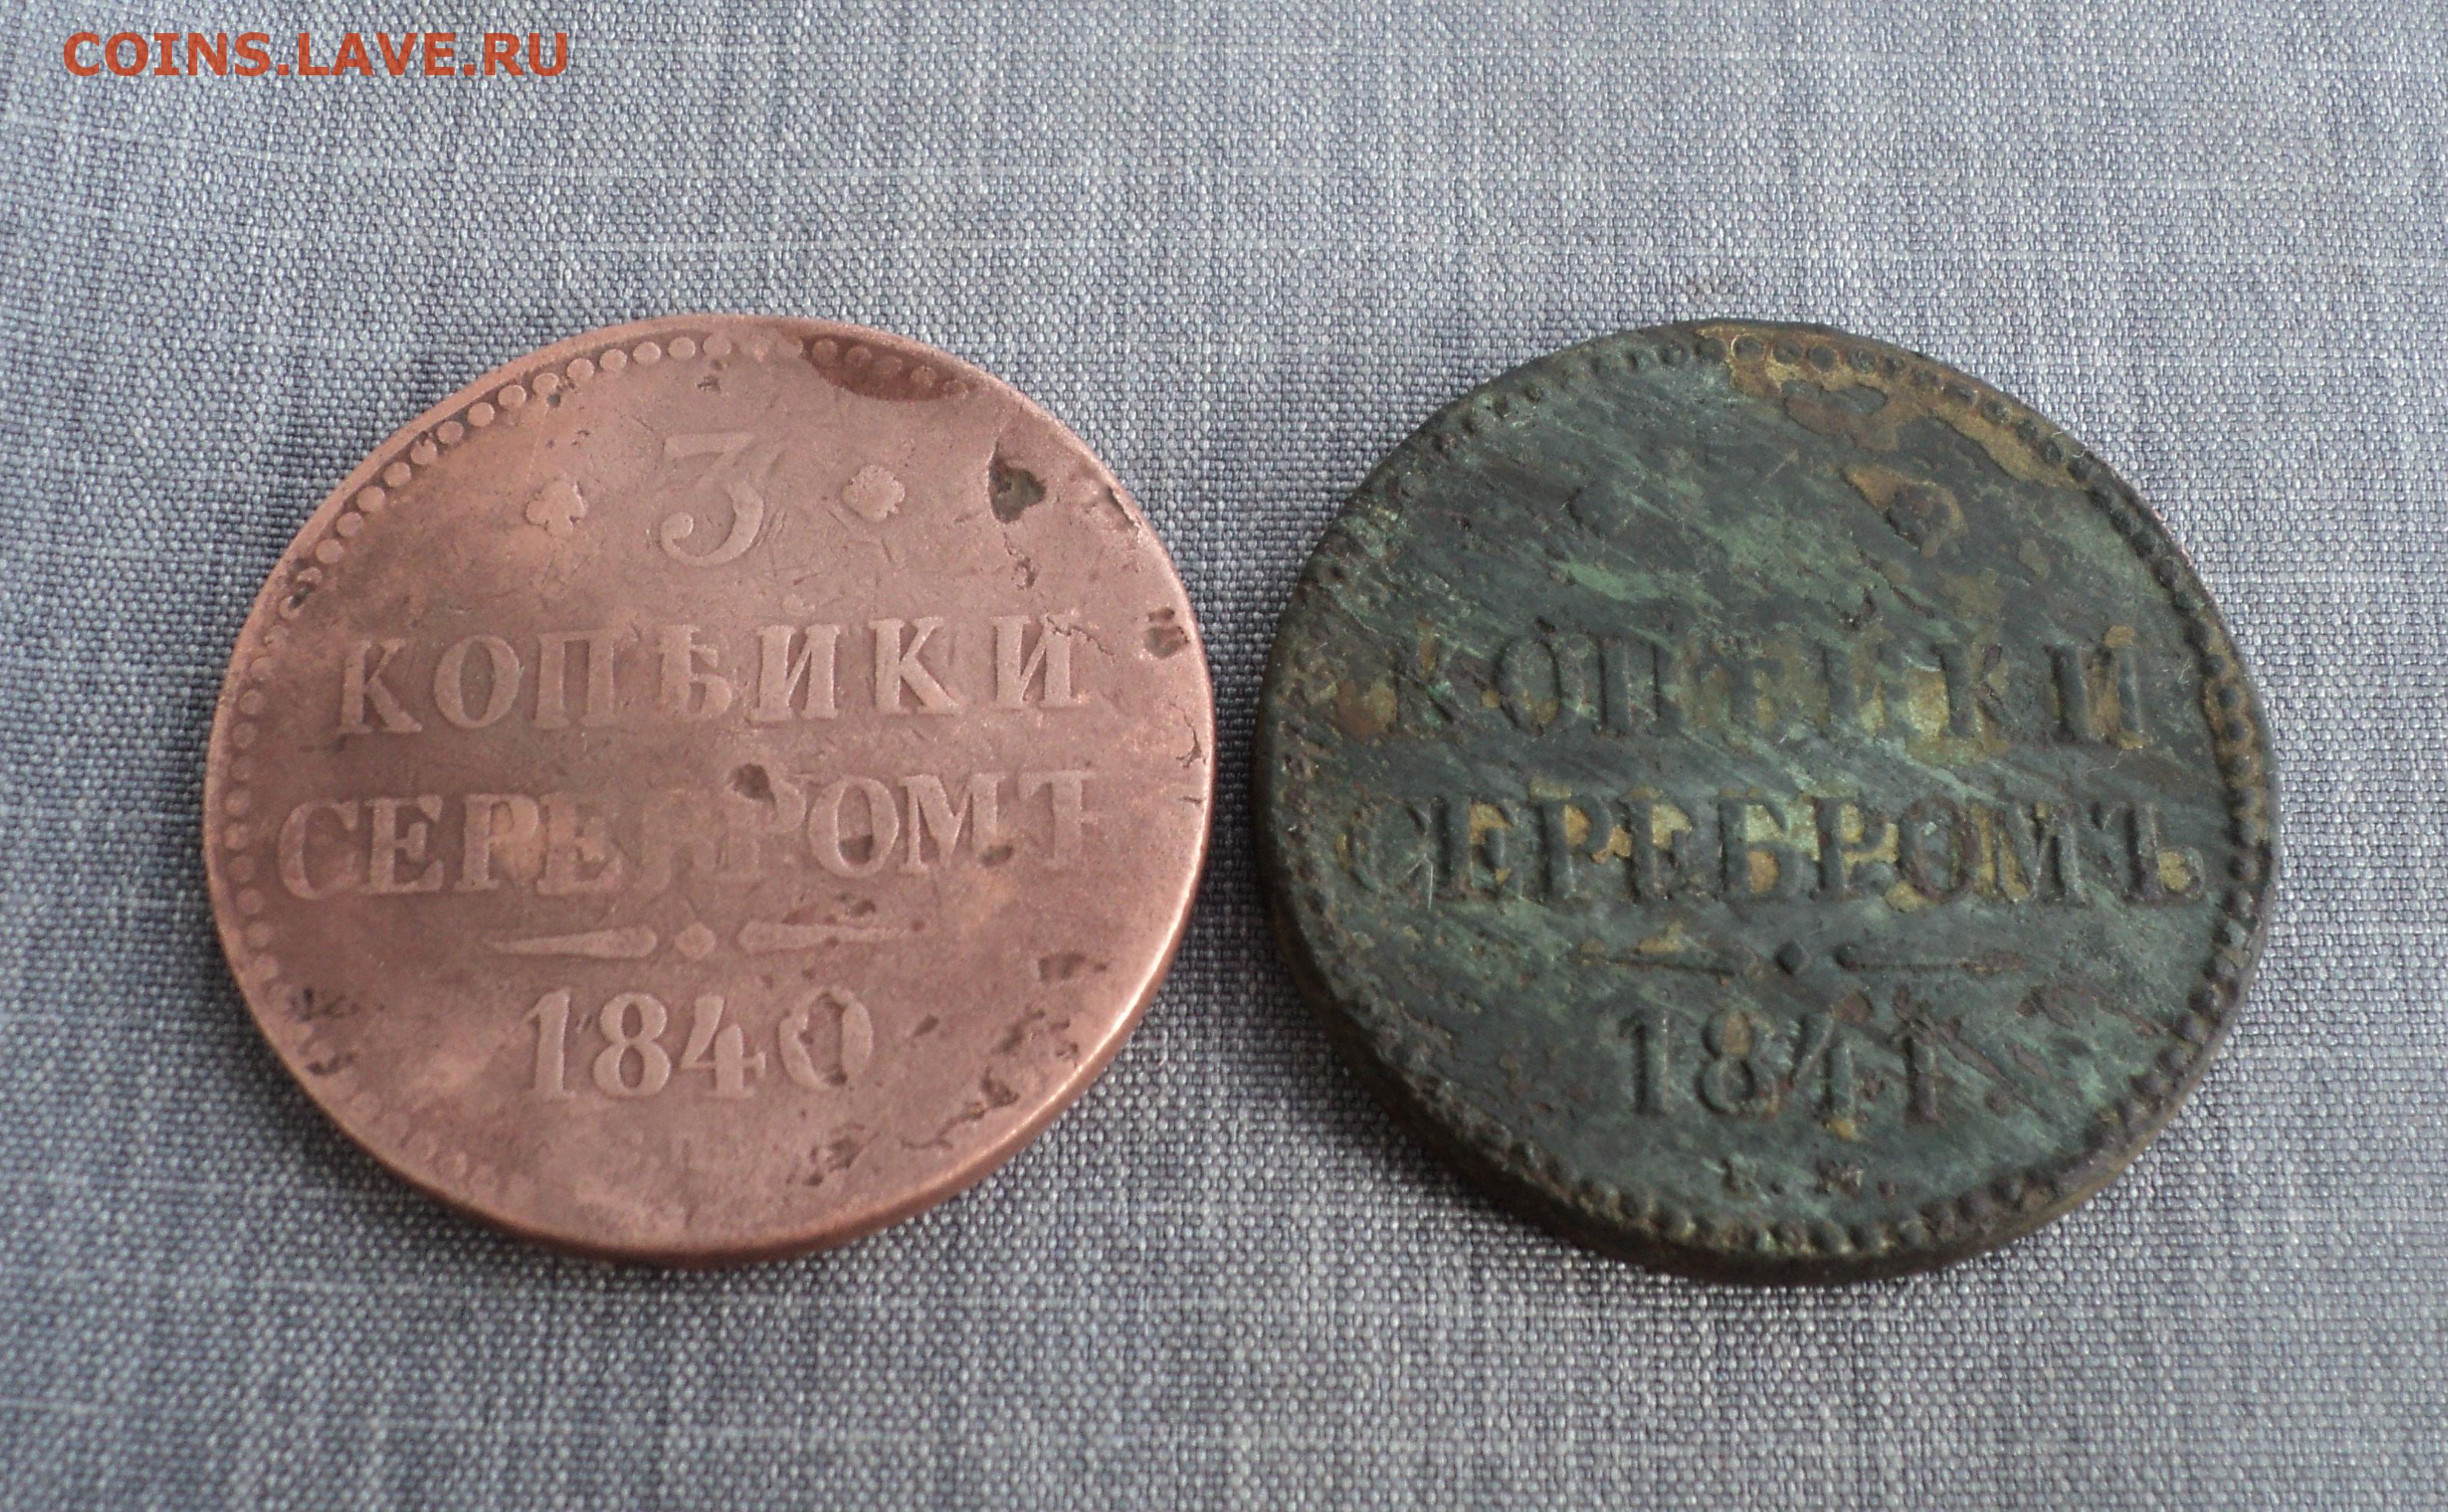 COINS.LAVE.RU
3
КОПѢЙКИ
СЕРЕБРОМЪ
1840
КОПѢЙКИ
СЕРЕБРОМЪ
1841.